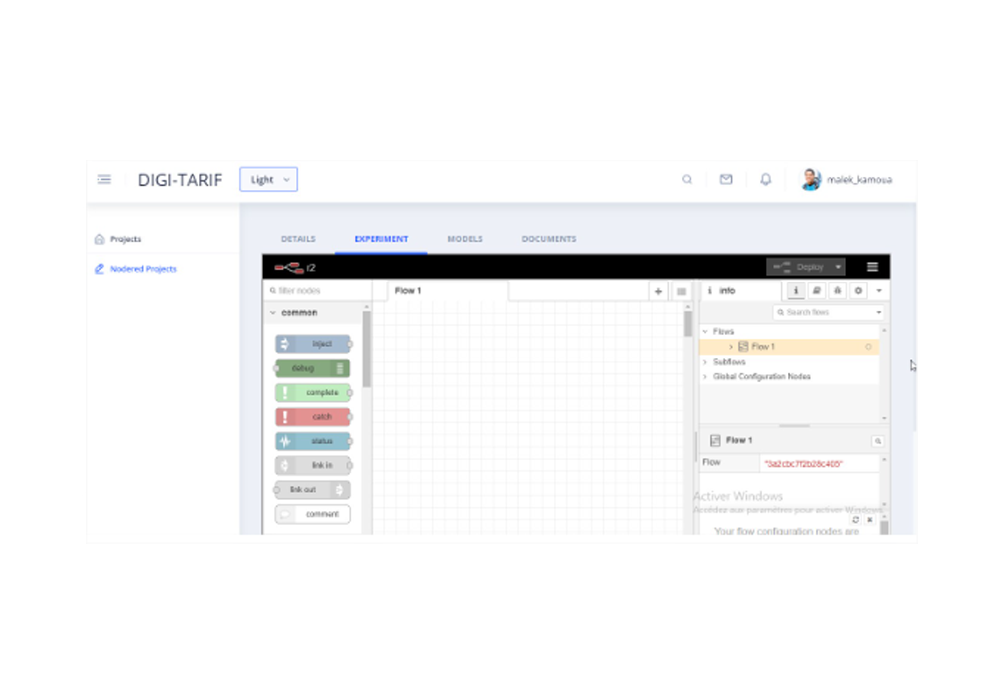 DIGI-TARIF
Light
malek_kamoua
Projects
Nodered Projects
DETAILS
EXPERIMENT
MODELS
DOCUMENTS
r2
Deploy
filter nodes
Flow 1
info
common
Search flows
inject
debug
complete
catch
status
link in
link out
comment
Flows
Flow 1
Subflows
Global Configuration Nodes
Flow 1
Flow
Activer Windows
Accédez aux paramètres pour activer Windows.
Your flow configuration nodes are